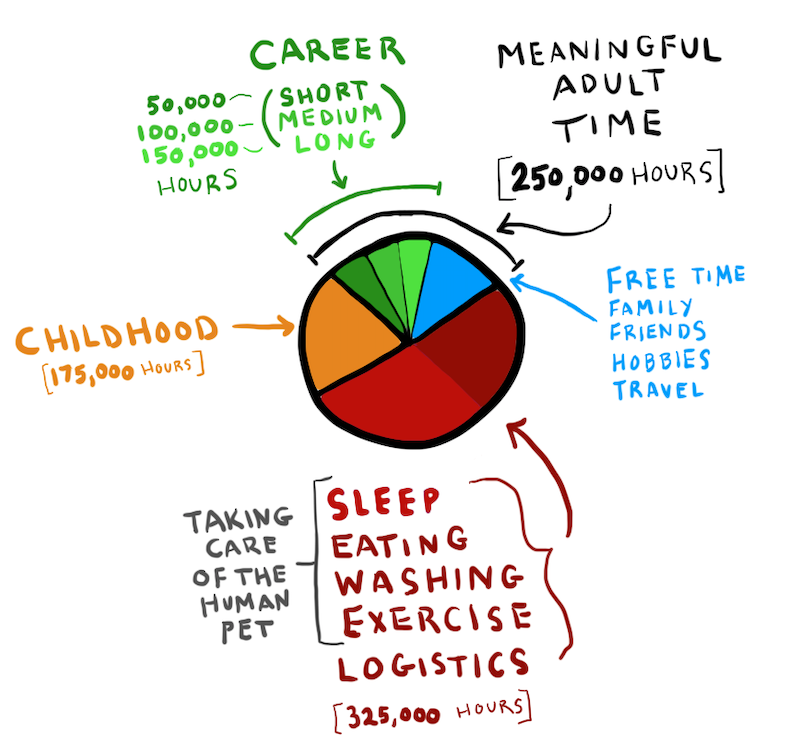 CAREER
50,000 (SHORT
100,000 MEDIUM
150,000 LONG)
HOURS
MEANINGFUL
ADULT
TIME
[250,000 HOURS]
FREE TIME
FAMILY
FRIENDS
HOBBIES
TRAVEL
CHILDHOOD
[175,000 HOURS]
TAKING
CARE
OF THE
HUMAN
PET
SLEEP
EATING
WASHING
EXERCISE
LOGISTICS
[325,000 HOURS]